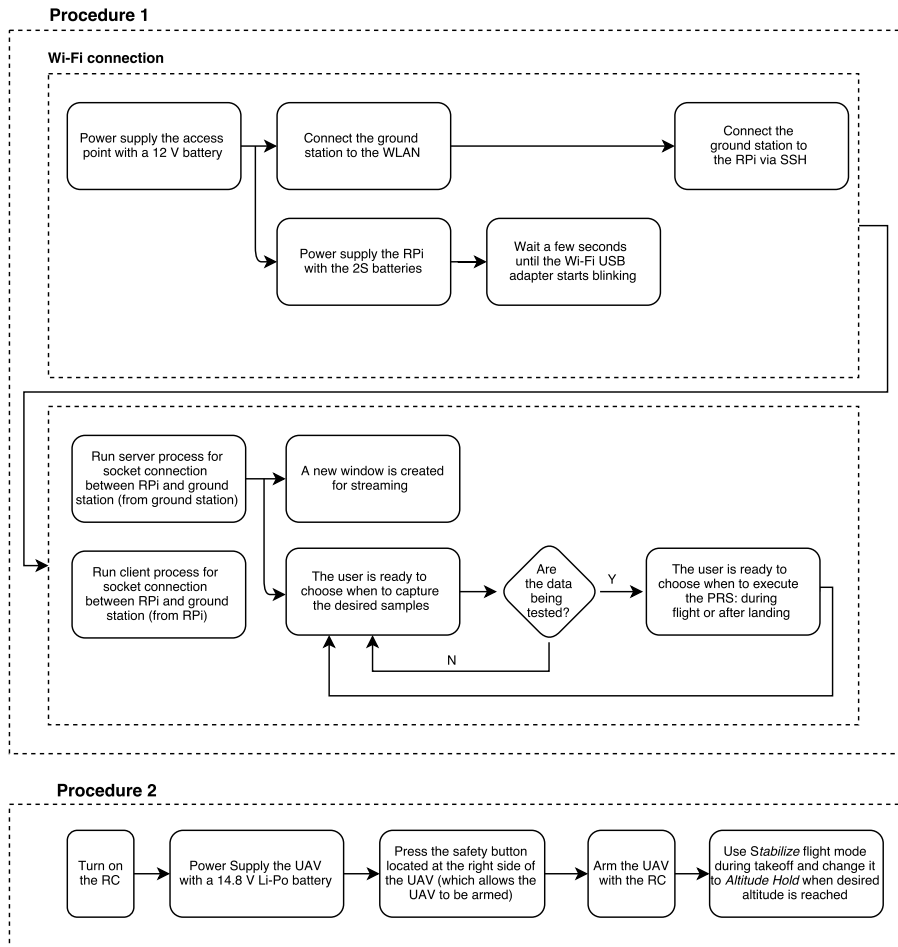 Procedure 1
Wi-Fi connection
Power supply the access
point with a 12 V battery
Connect the ground
station to the WLAN
Connect the
ground station to
the RPi via SSH
Power supply the RPi
with the 2S batteries
Wait a few seconds
until the Wi-Fi USB
adapter starts blinking
Run server process for
socket connection
between RPi and ground
station (from ground station)
A new window is created
for streaming
Run client process for
socket connection
between RPi and ground
station (from RPi)
The user is ready to
choose when to capture
the desired samples
Are
the data
being
tested?
Y
The user is ready to
choose when to execute
the PRS: during
flight or after landing
N
Procedure 2
Turn on
the RC
Power Supply the UAV
with a 14.8 V Li-Po battery
Press the safety button
located at the right side of
the UAV (which allows the
UAV to be armed)
Arm the UAV
with the RC
Use Stabilize flight mode
during takeoff and change it
to Altitude Hold when desired
altitude is reached